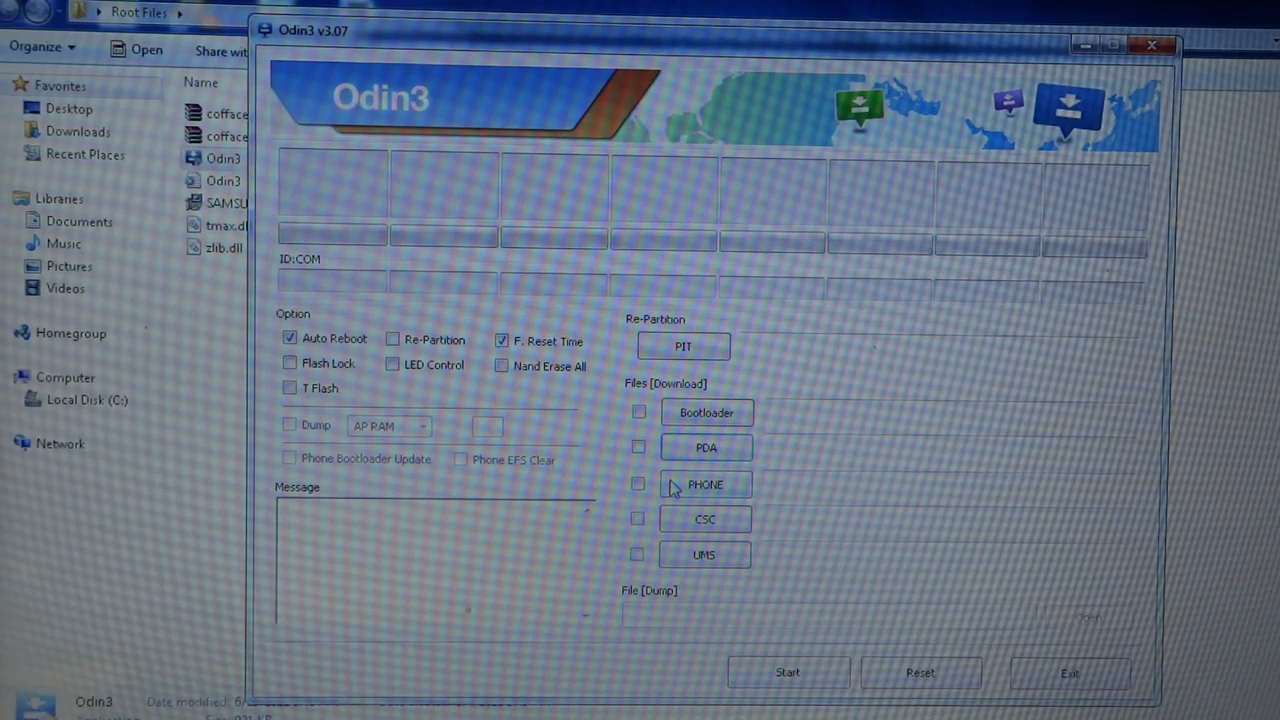 Root Files
Odin3 v3.07
Organize
Open
Share wit
Name
Favorites
Desktop
Downloads
Recent Places
Libraries
Documents
Music
Pictures
Videos
Homegroup
Computer
Local Disk (C:)
Network
cofface
cofface
Odin3
Odin3
SAMSU
tmax.dl
zlib.dll
Odin3
ID:COM
Option
Auto Reboot
Re-Partition
F. Reset Time
Flash Lock
LED Control
Nand Erase All
T Flash
Dump
AP RAM
Phone Bootloader Update
Phone EFS Clear
Message
Re-Partition
PIT
Files [Download]
Bootloader
PDA
PHONE
CSC
UMS
File [Dump]
Open
Start
Reset
Exit
Odin3
Date modified:
Application